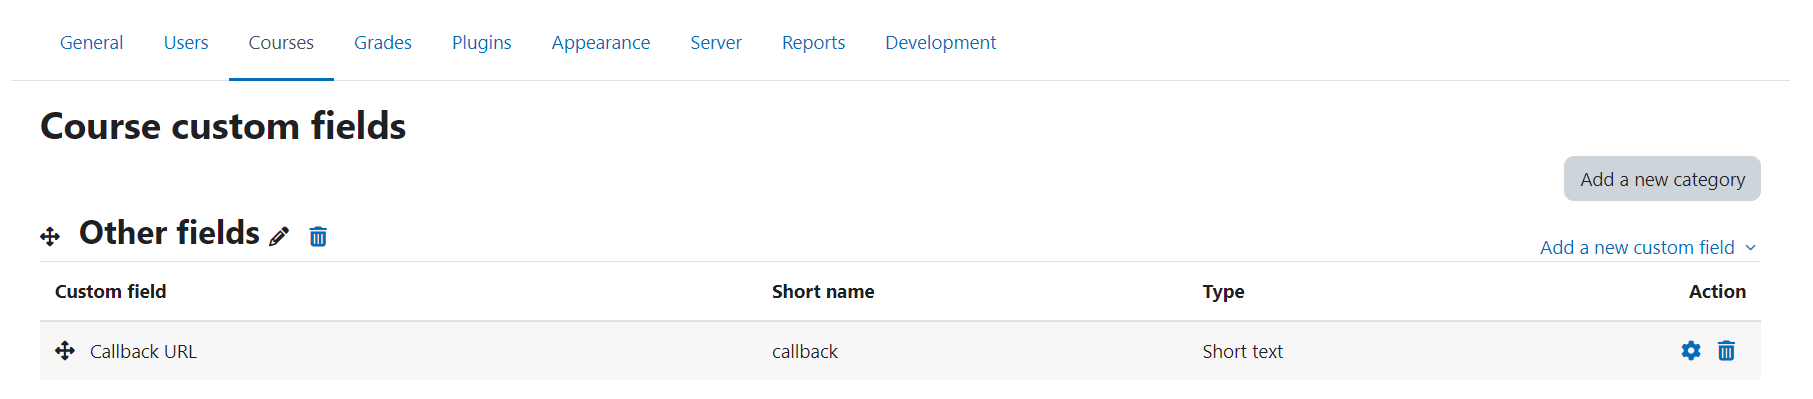 General Users Courses Grades Plugins Appearance Server Reports Development
Course custom fields
Add a new category
Other fields
Add a new custom field
Custom field Short name Type Action
Callback URL callback Short text